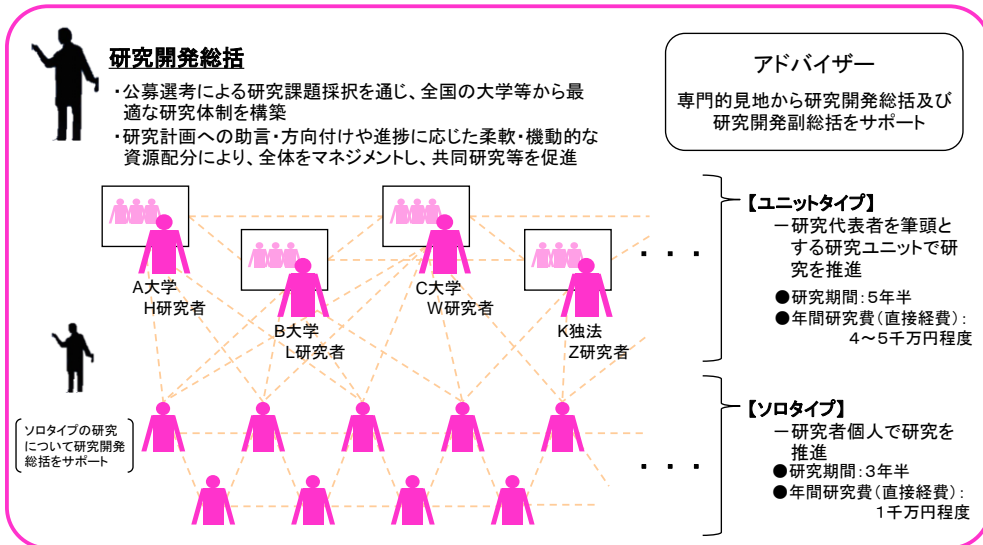 研究開発総括
・公募選考による研究課題採択を通じ、全国の大学等から最
適な研究体制を構築
・研究計画への助言・方向付けや進捗に応じた柔軟・機動的な
資源配分により、全体をマネジメントし、共同研究等を促進
アドバイザー
専門的見地から研究開発総括及び
研究開発副総括をサポート
A大学
H研究者
B大学
L研究者
C大学
W研究者
K独法
Z研究者
・・・
【ユニットタイプ】
－研究代表者を筆頭と
する研究ユニットで研
究を推進
●研究期間：５年半
●年間研究費（直接経費）：
４～５千万円程度
ソロタイプの研究
について研究開発
総括をサポート
・・・
【ソロタイプ】
－研究者個人で研究を
推進
●研究期間：３年半
●年間研究費（直接経費）：
１千万円程度